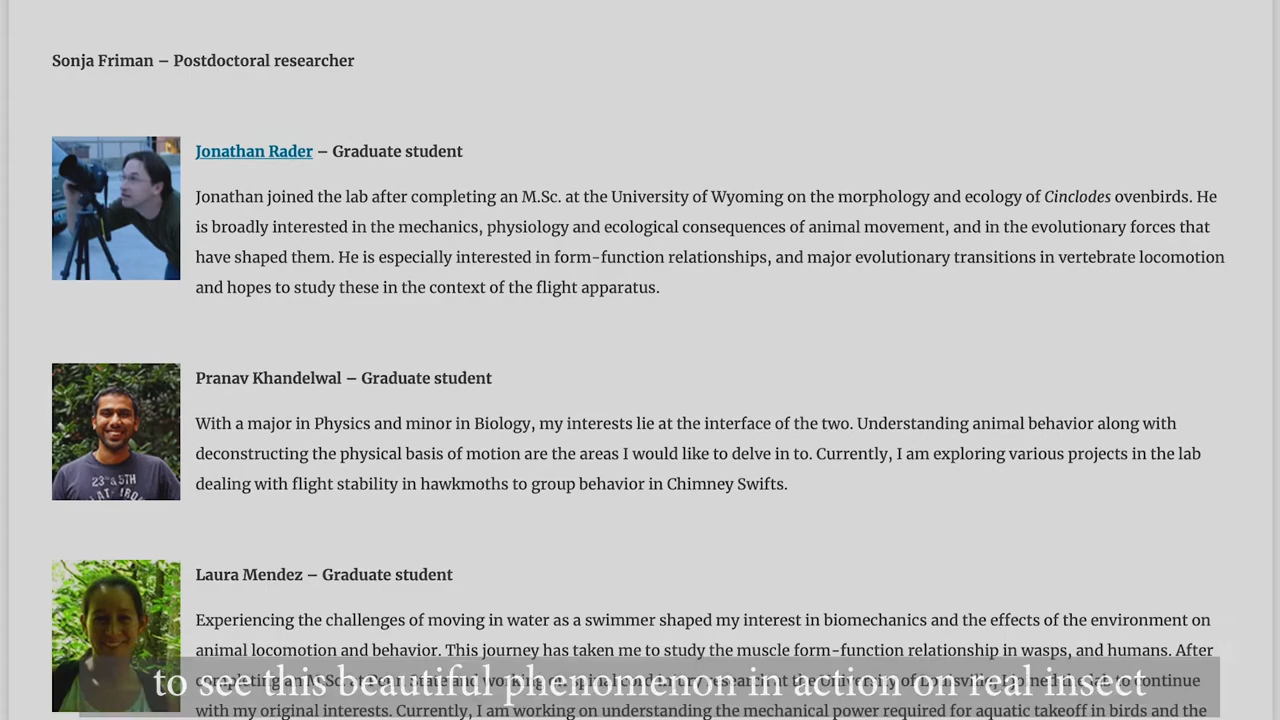 Sonja Friman – Postdoctoral researcher
Jonathan Rader – Graduate student
Jonathan joined the lab after completing an M.Sc. at the University of Wyoming on the morphology and ecology of Cinclodes ovenbirds. He
is broadly interested in the mechanics, physiology and ecological consequences of animal movement, and in the evolutionary forces that
have shaped them. He is especially interested in form-function relationships, and major evolutionary transitions in vertebrate locomotion
and hopes to study these in the context of the flight apparatus.
Pranav Khandelwal – Graduate student
With a major in Physics and minor in Biology, my interests lie at the interface of the two. Understanding animal behavior along with
deconstructing the physical basis of motion are the areas I would like to delve in to. Currently, I am exploring various projects in the lab
dealing with flight stability in hawkmoths to group behavior in Chimney Swifts.
23rd & 5TH
Laura Mendez – Graduate student
Experiencing the challenges of moving in water as a swimmer shaped my interest in biomechanics and the effects of the environment on
animal locomotion and behavior. This journey has taken me to study the muscle form-function relationship in wasps, and humans. After
to see this beautiful phenomenon in action on real insect
with my original interests. Currently, I am working on understanding the mechanical power required for aquatic takeoff in birds and the